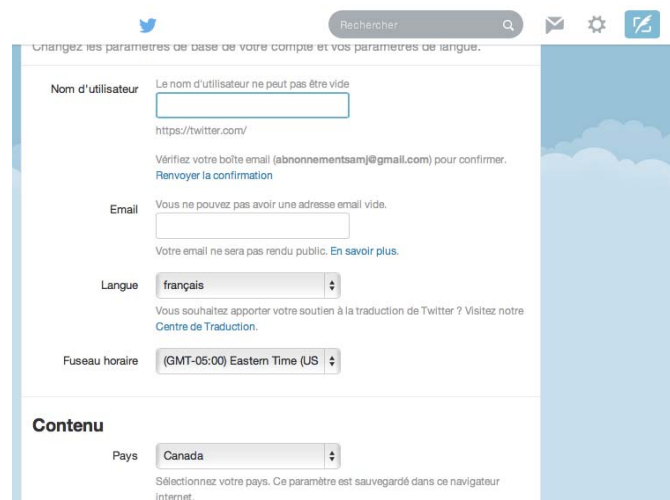 Rechercher
Changez les paramètres de base de votre compte et vos paramètres de langue.
Nom d'utilisateur
Le nom d'utilisateur ne peut pas être vide
https://twitter.com/
Vérifiez votre boîte email (abnonnementsamj@gmail.com) pour confirmer.
Renvoyer la confirmation
Email
Vous ne pouvez pas avoir une adresse email vide.
Votre email ne sera pas rendu public. En savoir plus.
Langue
français
Vous souhaitez apporter votre soutien à la traduction de Twitter ? Visitez notre
Centre de Traduction.
Fuseau horaire
(GMT-05:00) Eastern Time (US
Contenu
Pays
Canada
Sélectionnez votre pays. Ce paramètre est sauvegardé dans ce navigateur
internet.